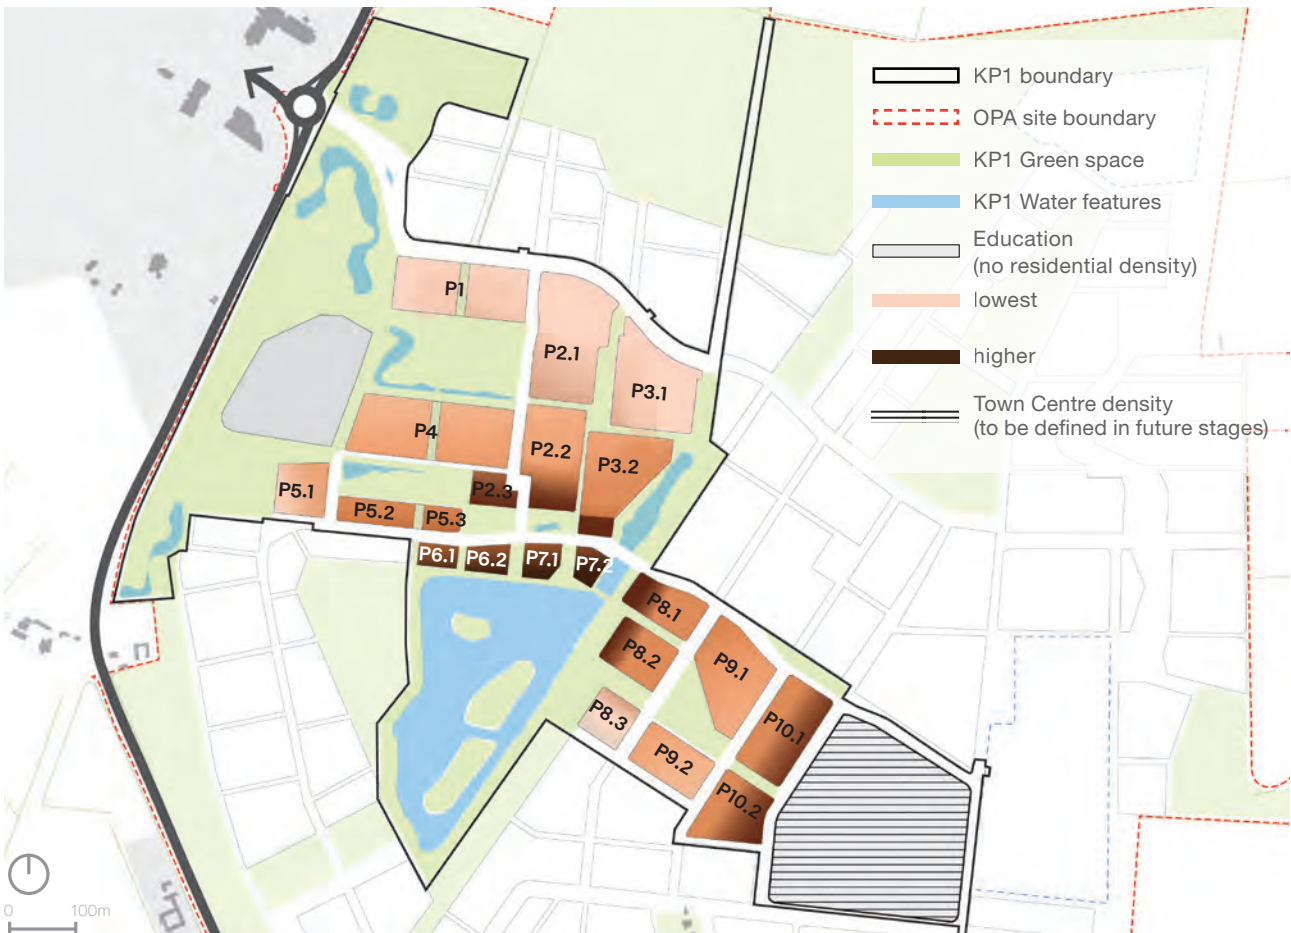 KP1 boundary
OPA site boundary
KP1 Green space
KP1 Water features
Education
(no residential density)
lowest
higher
Town Centre density
(to be defined in future stages)
P1
P2.1
P3.1
P4
P2.2
P3.2
P5.1
P2.3
P5.2
P5.3
P6.1
P6.2
P7.1
P7.2
P8.1
P8.2
P9.1
P8.3
P10.1
P9.2
P10.2
0 100m